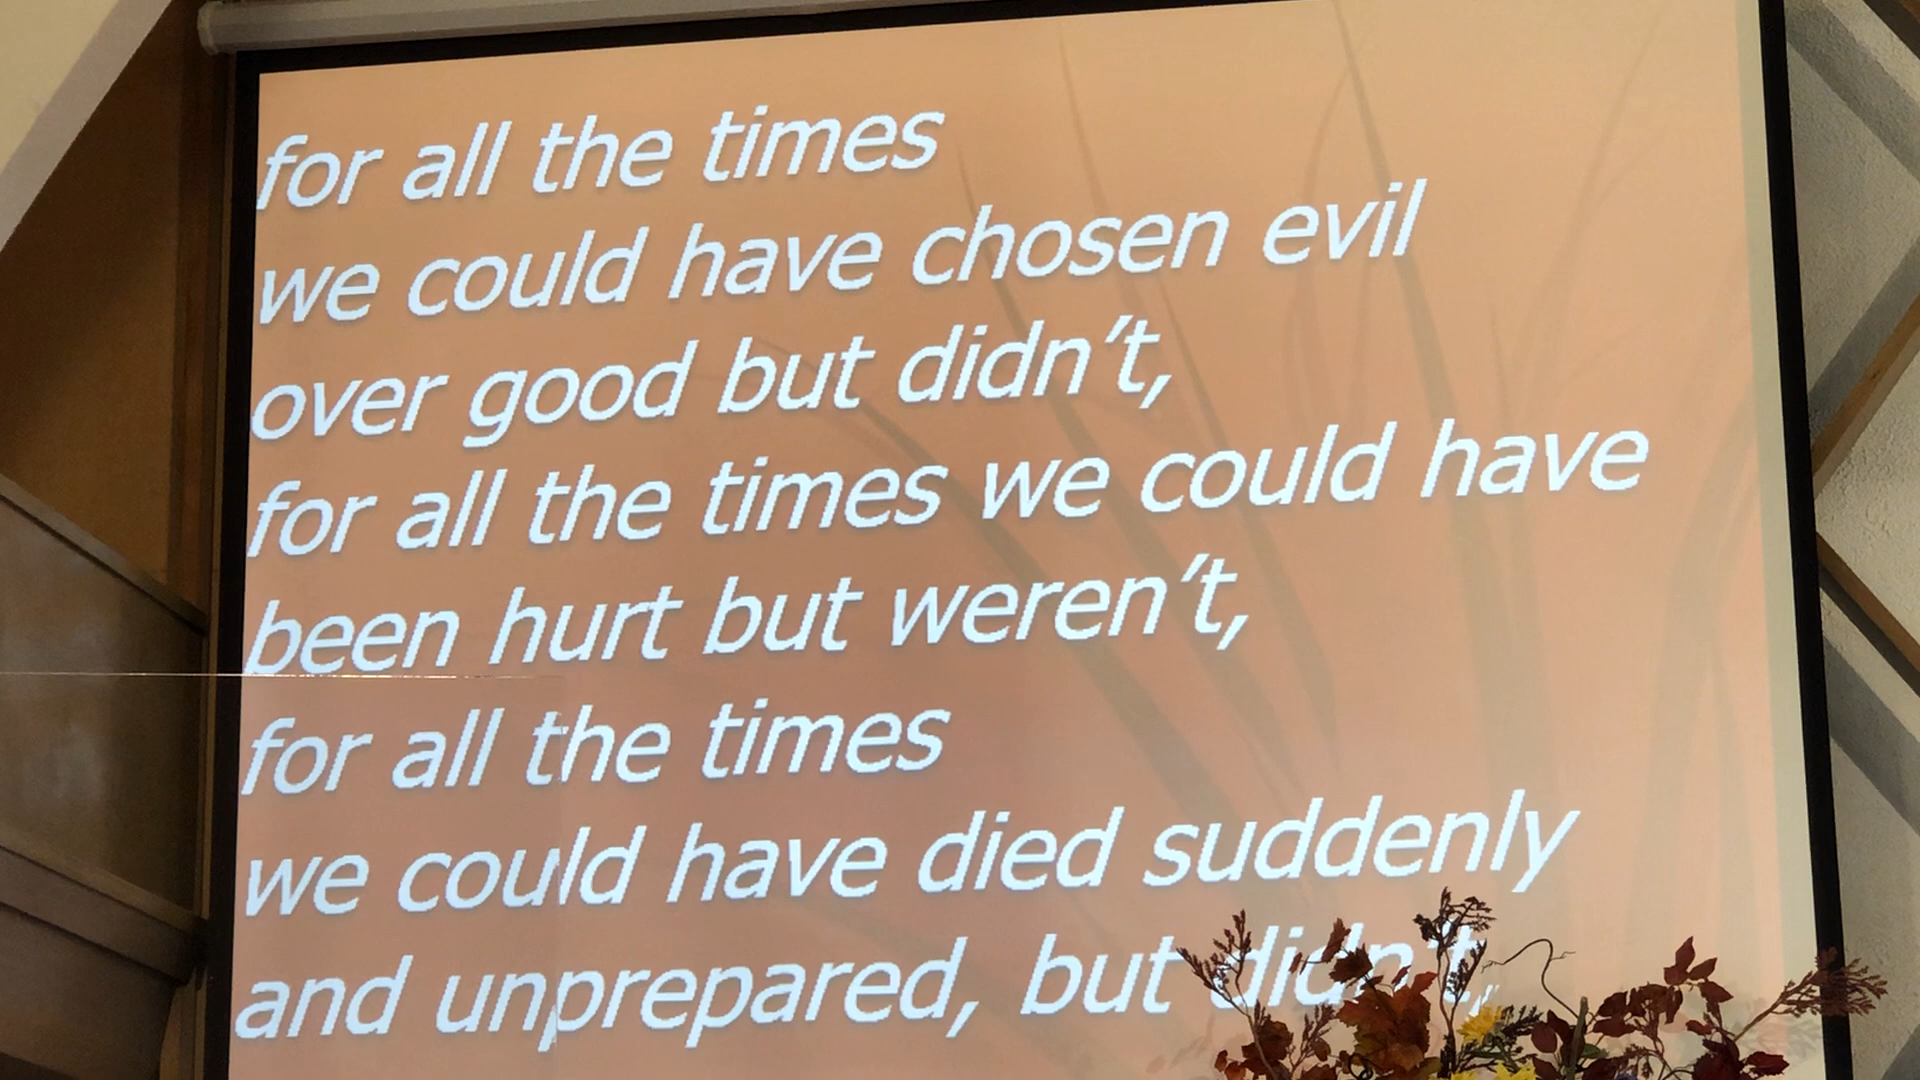 for all the times
we could have chosen evil
over good but didn’t,
for all the times we could have
been hurt but weren’t,
for all the times
we could have died suddenly
and unprepared, but didn’t,